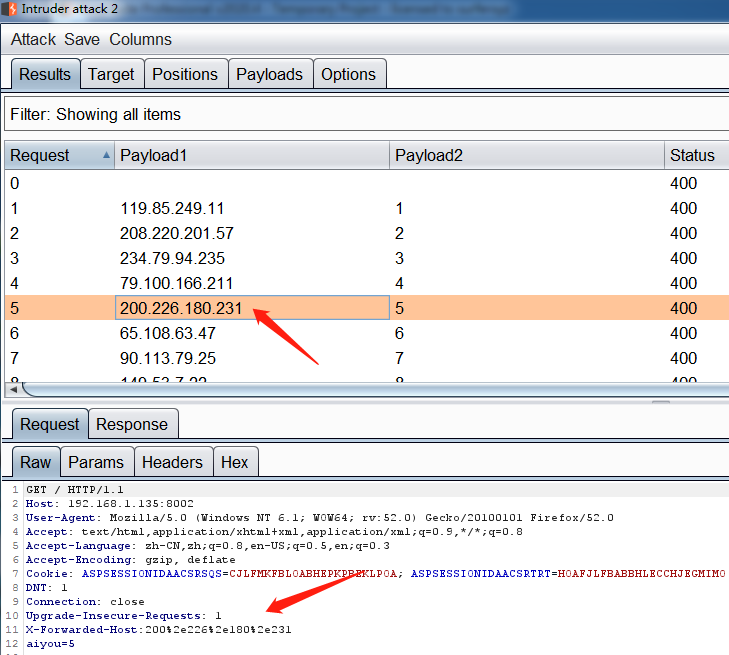 Intruder attack 2
Attack Save Columns
Results Target Positions Payloads Options
Filter: Showing all items
Request Payload1 Payload2 Status
0 400
1 119.85.249.11 1 400
2 208.220.201.57 2 400
3 234.79.94.235 3 400
4 79.100.166.211 4 400
5 200.226.180.231 5 400
6 65.108.63.47 6 400
7 90.113.79.25 7 400
8 149.53.7.22 8 400
Request Response
Raw Params Headers Hex
1 GET / HTTP/1.1
2 Host: 192.168.1.135:8002
3 User-Agent: Mozilla/5.0 (Windows NT 6.1; WOW64; rv:52.0) Gecko/20100101 Firefox/52.0
4 Accept: text/html,application/xhtml+xml,application/xml;q=0.9,*/*;q=0.8
5 Accept-Language: zh-CN,zh;q=0.8,en-US;q=0.5,en;q=0.3
6 Accept-Encoding: gzip, deflate
7 Cookie: ASPSESSIONIDAACSRSQS=CJLFMKFBLOABHEPKPBEKLPOA; ASPSESSIONIDAACSRTRT=HOAFJLFBABBHLECCHJEGMIMO
8 DNT: 1
9 Connection: close
10 Upgrade-Insecure-Requests: 1
11 X-Forwarded-Host:200%2e226%2e180%2e231
12 aiyou=5